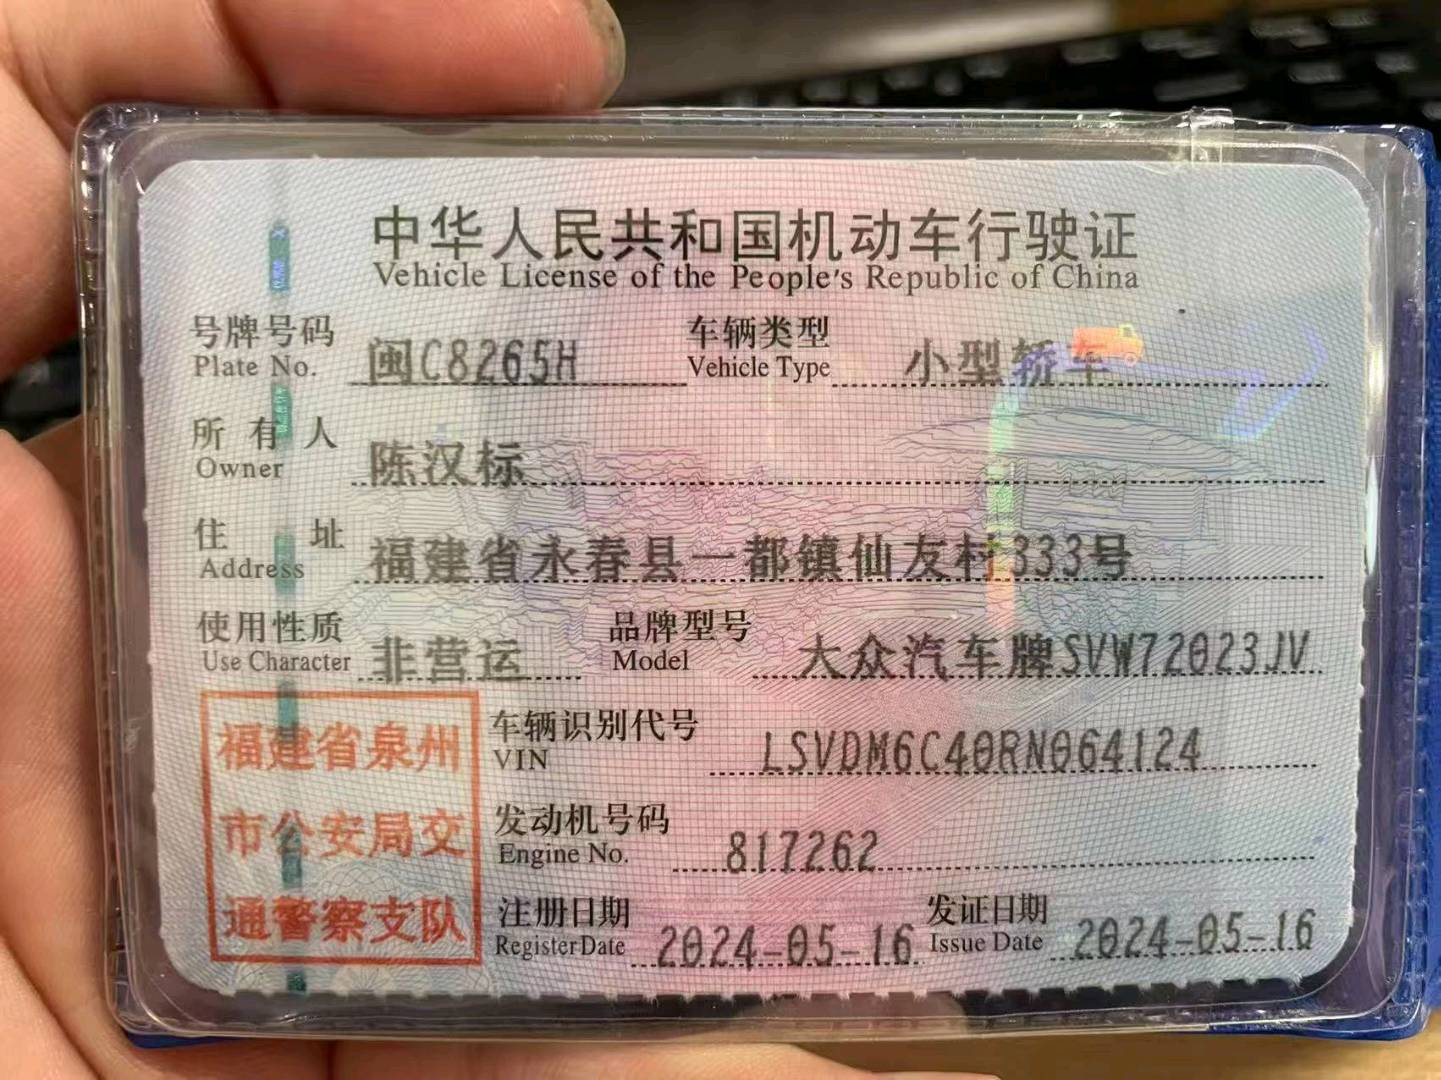 中华人民共和国机动车行驶证
Vehicle License of the People's Republic of China
号牌号码 闽C8265H 车辆类型 小型轿车
Plate No. Vehicle Type
所有人 陈汉标
Owner
住址 福建省永春县一都镇仙友村333号
Address
使用性质 非营运 品牌型号 大众汽车牌SVW72023JV
Use Character Model
福建省泉州
市公安局交
通警察支队
车辆识别代号 LSVDM6C40RN064124
VIN
发动机号码 817262
Engine No.
注册日期 2024-05-16 发证日期 2024-05-16
Register Date Issue Date